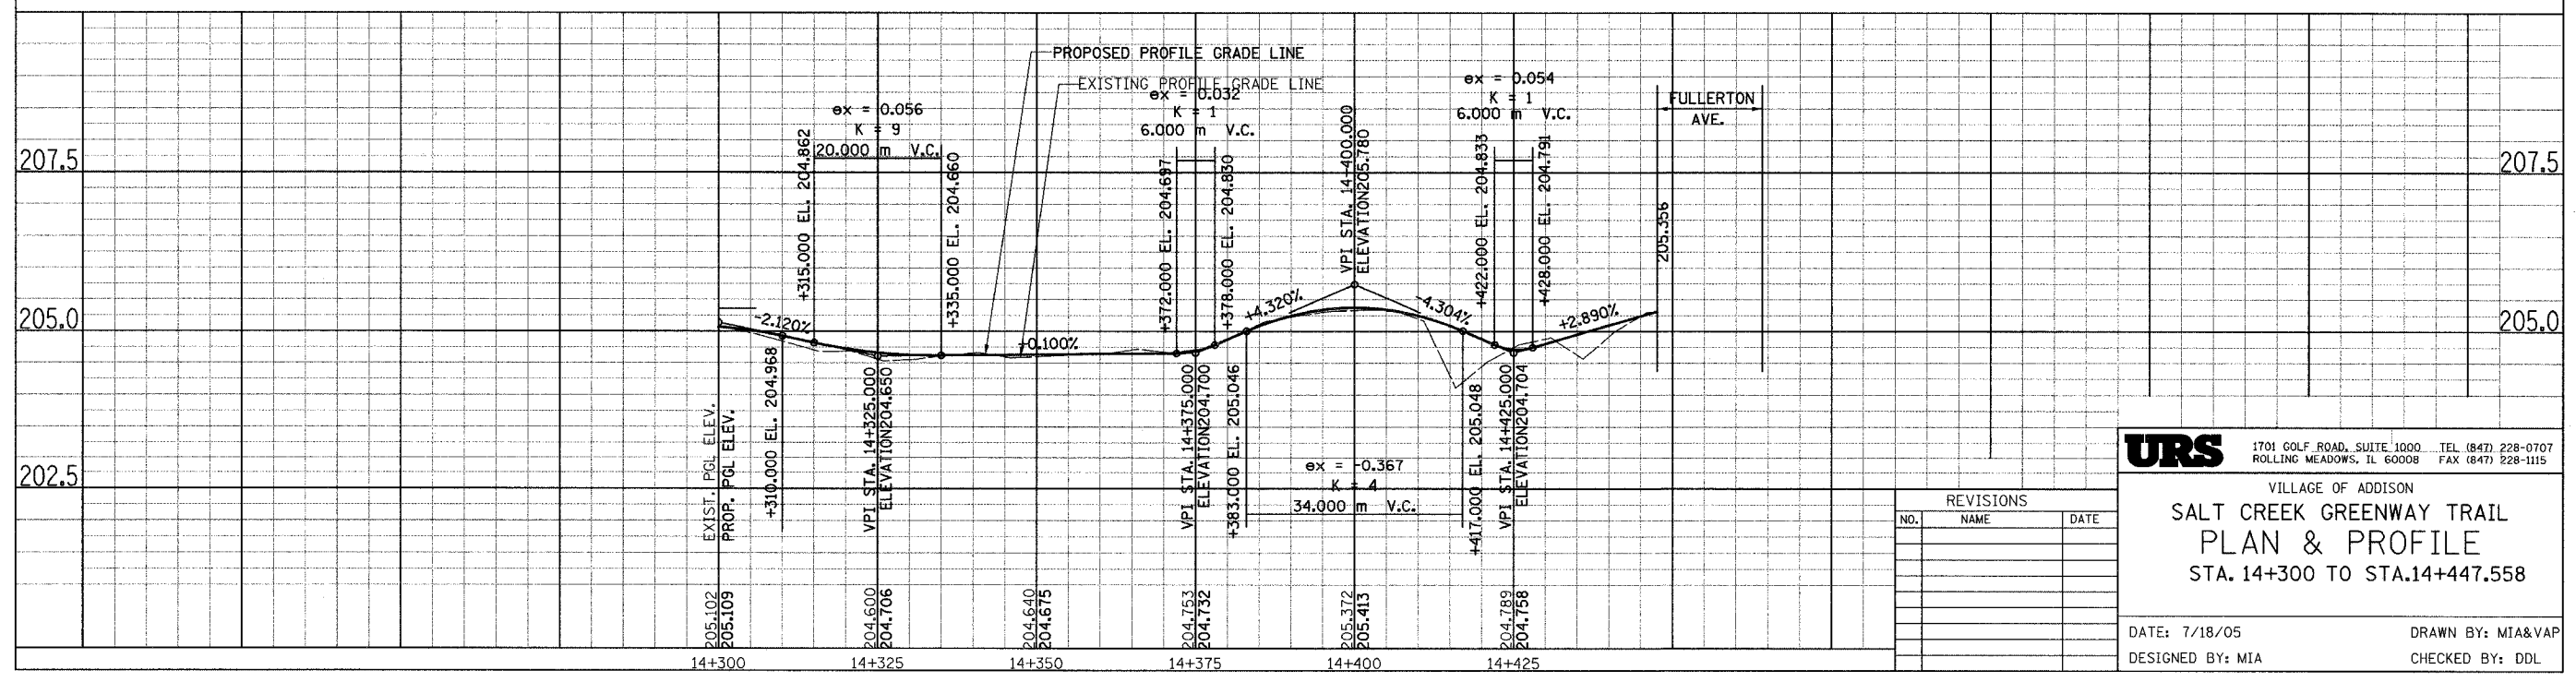 PROPOSED PROFILE GRADE LINE
EXISTING PROFILE GRADE LINE
ex = 0.056
K = 9
20.000 m V.C.
ex = 0.032
K = 1
6.000 m V.C.
ex = 0.054
K = 1
6.000 m V.C.
FULLERTON
AVE.
207.5
207.5
205.0
205.0
202.5
+315.000 EL. 204.862
+335.000 EL. 204.660
+372.000 EL. 204.697
+378.000 EL. 204.830
VPI STA. 14-400.000
ELEVATION205.780
+422.000 EL. 204.833
+428.000 EL. 204.791
205.356
-2.120%
+0.100%
+4.320%
-4.304%
+2.890%
EXIST. PGL ELEV.
PROP. PGL ELEV.
+310.000 EL. 204.968
VPI STA. 14+325.000
ELEVATION204.650
VPI STA. 14+375.000
ELEVATION204.700
+383.000 EL. 205.046
ex = -0.367
K = 4
34.000 m V.C.
+417.000 EL. 205.048
VPI STA. 14+425.000
ELEVATION204.704
205.102
205.109
204.600
204.706
204.640
204.675
204.753
204.732
205.372
205.413
204.789
204.758
14+300
14+325
14+350
14+375
14+400
14+425
REVISIONS
NO. NAME DATE
URS
1701 GOLF ROAD, SUITE 1000 TEL (847) 228-0707
ROLLING MEADOWS, IL 60008 FAX (847) 228-1115
VILLAGE OF ADDISON
SALT CREEK GREENWAY TRAIL
PLAN & PROFILE
STA. 14+300 TO STA.14+447.558
DATE: 7/18/05 DRAWN BY: MIA&VAP
DESIGNED BY: MIA CHECKED BY: DDL